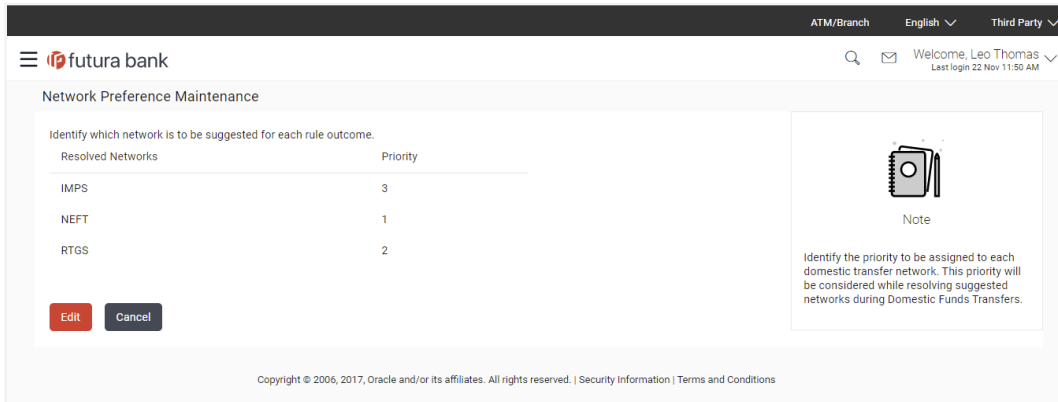 ATM/Branch English Third Party
futura bank Welcome, Leo Thomas
Last login 22 Nov 11:50 AM
Network Preference Maintenance
Identify which network is to be suggested for each rule outcome.
Resolved Networks Priority
IMPS 3
NEFT 1
RTGS 2
Edit Cancel
Note
Identify the priority to be assigned to each
domestic transfer network. This priority will
be considered while resolving suggested
networks during Domestic Funds Transfers.
Copyright © 2006, 2017, Oracle and/or its affiliates. All rights reserved. | Security Information | Terms and Conditions